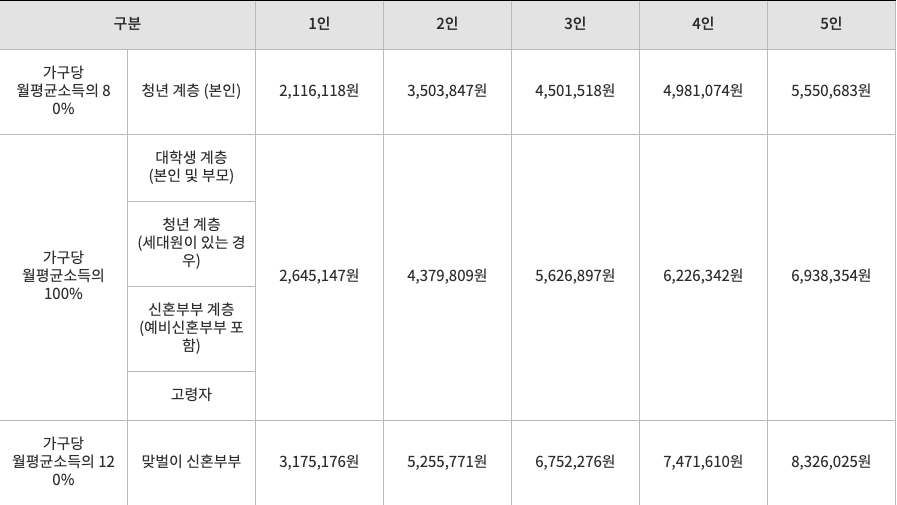 구분 1인 2인 3인 4인 5인
가구당
월평균소득의 8
0%
청년 계층 (본인) 2,116,118원 3,503,847원 4,501,518원 4,981,074원 5,550,683원
가구당
월평균소득의
100%
대학생 계층
(본인 및 부모)
청년 계층
(세대원이 있는 경
우)
신혼부부 계층
(예비신혼부부 포
함)
고령자
2,645,147원 4,379,809원 5,626,897원 6,226,342원 6,938,354원
가구당
월평균소득의 12
0%
맞벌이 신혼부부 3,175,176원 5,255,771원 6,752,276원 7,471,610원 8,326,025원